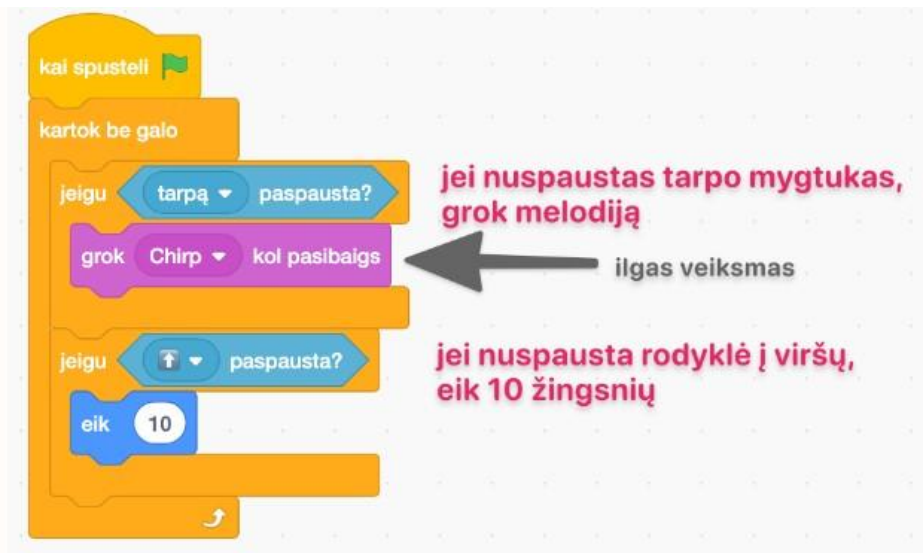 kai spusteli
kartok be galo
jeigu tarpą paspausta?
jei nuspaustas tarpo mygtukas,
grok melodiją
grok Chirp kol pasibaigs
ilgas veiksmas
jeigu paspausta?
jei nuspausta rodyklė į viršų,
eik 10 žingsnių
eik 10